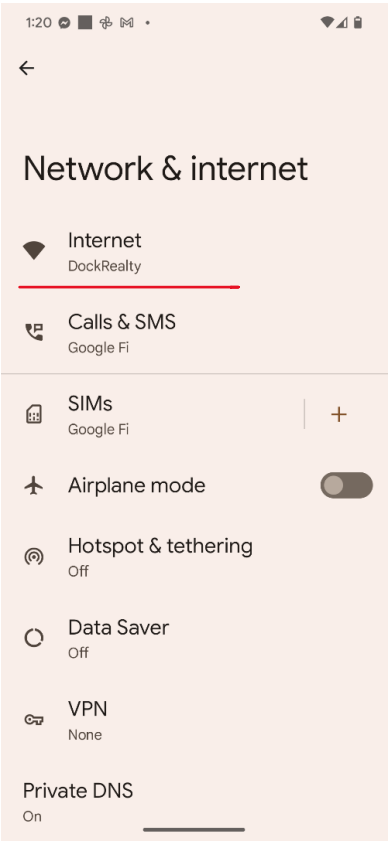 1:20
Network & internet
Internet
DockRealty
Calls & SMS
Google Fi
SIMs
Google Fi
Airplane mode
Hotspot & tethering
Off
Data Saver
Off
VPN
None
Private DNS
On